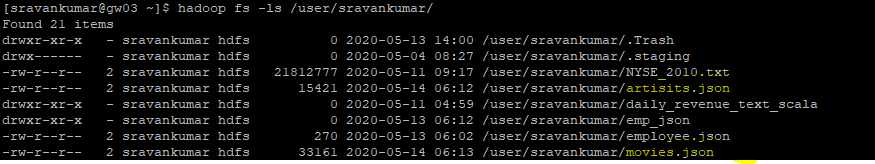 [sravankumar@gw03 ~]$ hadoop fs -ls /user/sravankumar/
Found 21 items
drwxr-xr-x   - sravankumar hdfs          0 2020-05-13 14:00 /user/sravankumar/.Trash
drwx------   - sravankumar hdfs          0 2020-05-04 08:27 /user/sravankumar/.staging
-rw-r--r--   2 sravankumar hdfs   21812777 2020-05-11 09:17 /user/sravankumar/NYSE_2010.txt
-rw-r--r--   2 sravankumar hdfs      15421 2020-05-14 06:12 /user/sravankumar/artisits.json
drwxr-xr-x   - sravankumar hdfs          0 2020-05-11 04:59 /user/sravankumar/daily_revenue_text_scala
drwxr-xr-x   - sravankumar hdfs          0 2020-05-13 06:12 /user/sravankumar/emp_json
-rw-r--r--   2 sravankumar hdfs        270 2020-05-13 06:02 /user/sravankumar/employee.json
-rw-r--r--   2 sravankumar hdfs      33161 2020-05-14 06:13 /user/sravankumar/movies.json